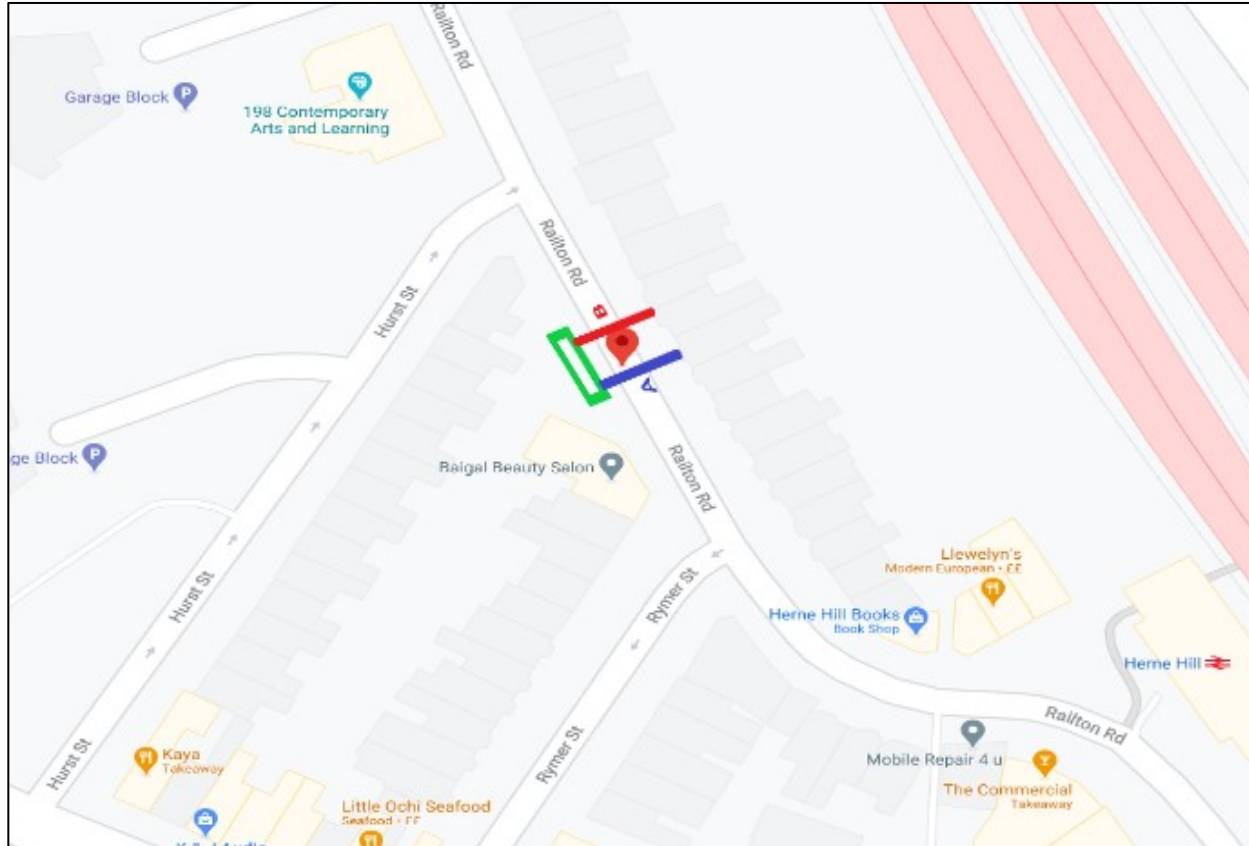 Railton Rd
Garage Block
198 Contemporary
Arts and Learning
Railton Rd
Hurst St
B
A
ge Block
Baigal Beauty Salon
Railton Rd
Llewelyn's
Modern European • ££
Hurst St
Rymer St
Herne Hill Books
Book Shop
Herne Hill
Railton Rd
Hurst St
Kaya
Takeaway
Rymer St
Mobile Repair 4 u
The Commercial
Takeaway
Little Ochi Seafood
Seafood • ££